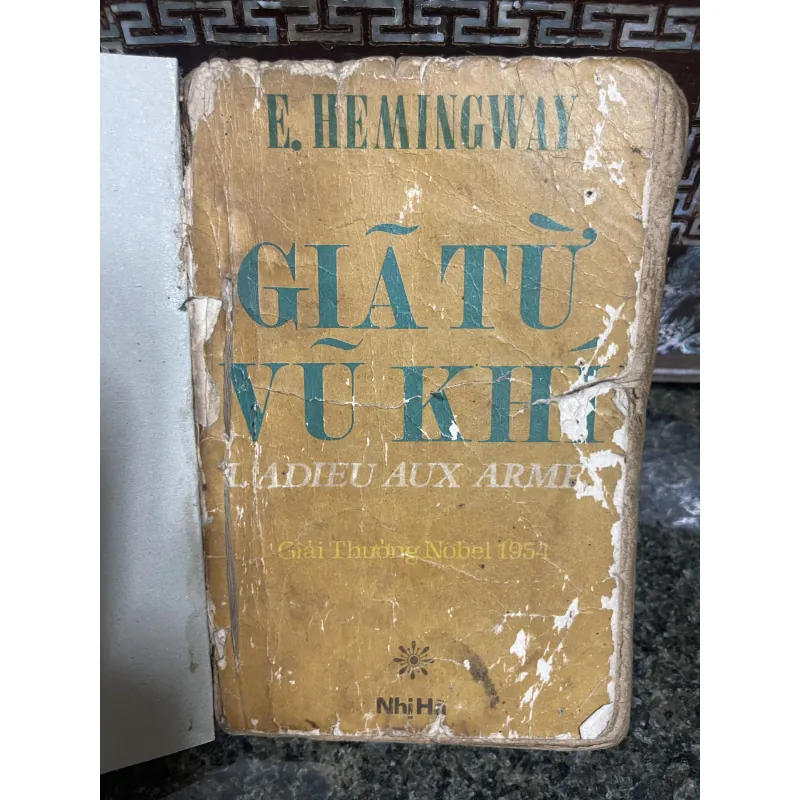 E. HEMINGWAY
GIÃ TỪ
VŨ KHÍ
L'ADIEU AUX ARMES
Giải Thưởng Nobel 1954
Nhị Hà